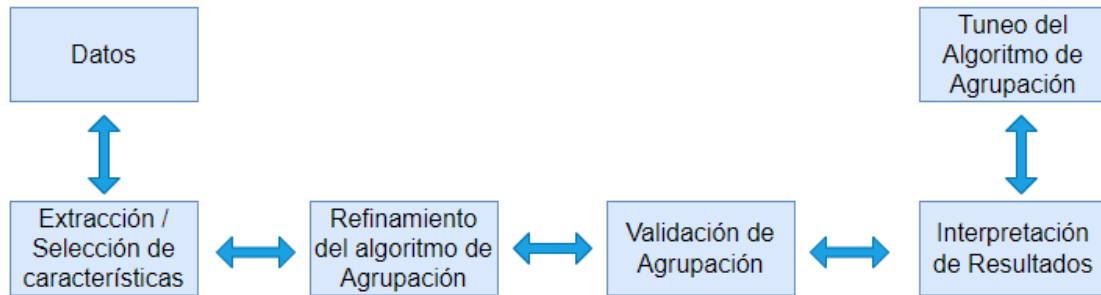 Datos
Tuneo del
Algoritmo de
Agrupación
Extracción /
Selección de
características
Refinamiento
del algoritmo de
Agrupación
Validación de
Agrupación
Interpretación
de Resultados